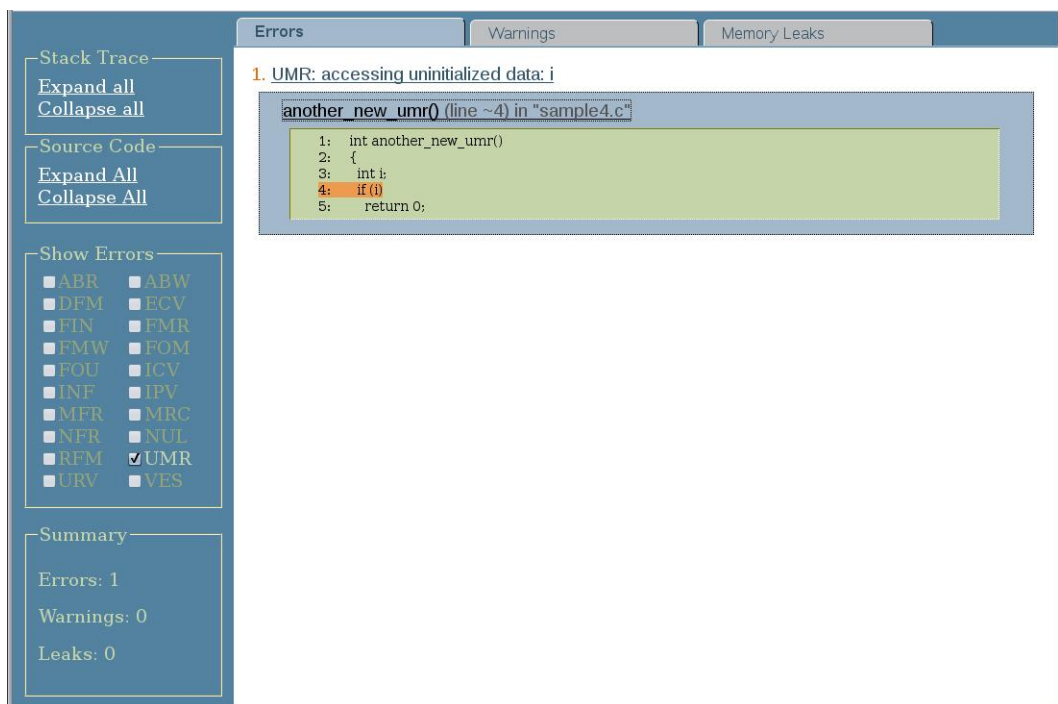 Errors
Warnings
Memory Leaks
Stack Trace
Expand all
Collapse all
Source Code
Expand All
Collapse All
Show Errors
ABR ABW
DFM ECV
FIN FMR
FMW FOM
FOU ICV
INF IPV
MFR MRC
NFR NUL
RFM UMR
URV VES
Summary
Errors: 1
Warnings: 0
Leaks: 0
1. UMR: accessing uninitialized data: i
another_new_umr() (line ~4) in "sample4.c"
1: int another_new_umr()
2: {
3: int i;
4: if (i)
5: return 0;